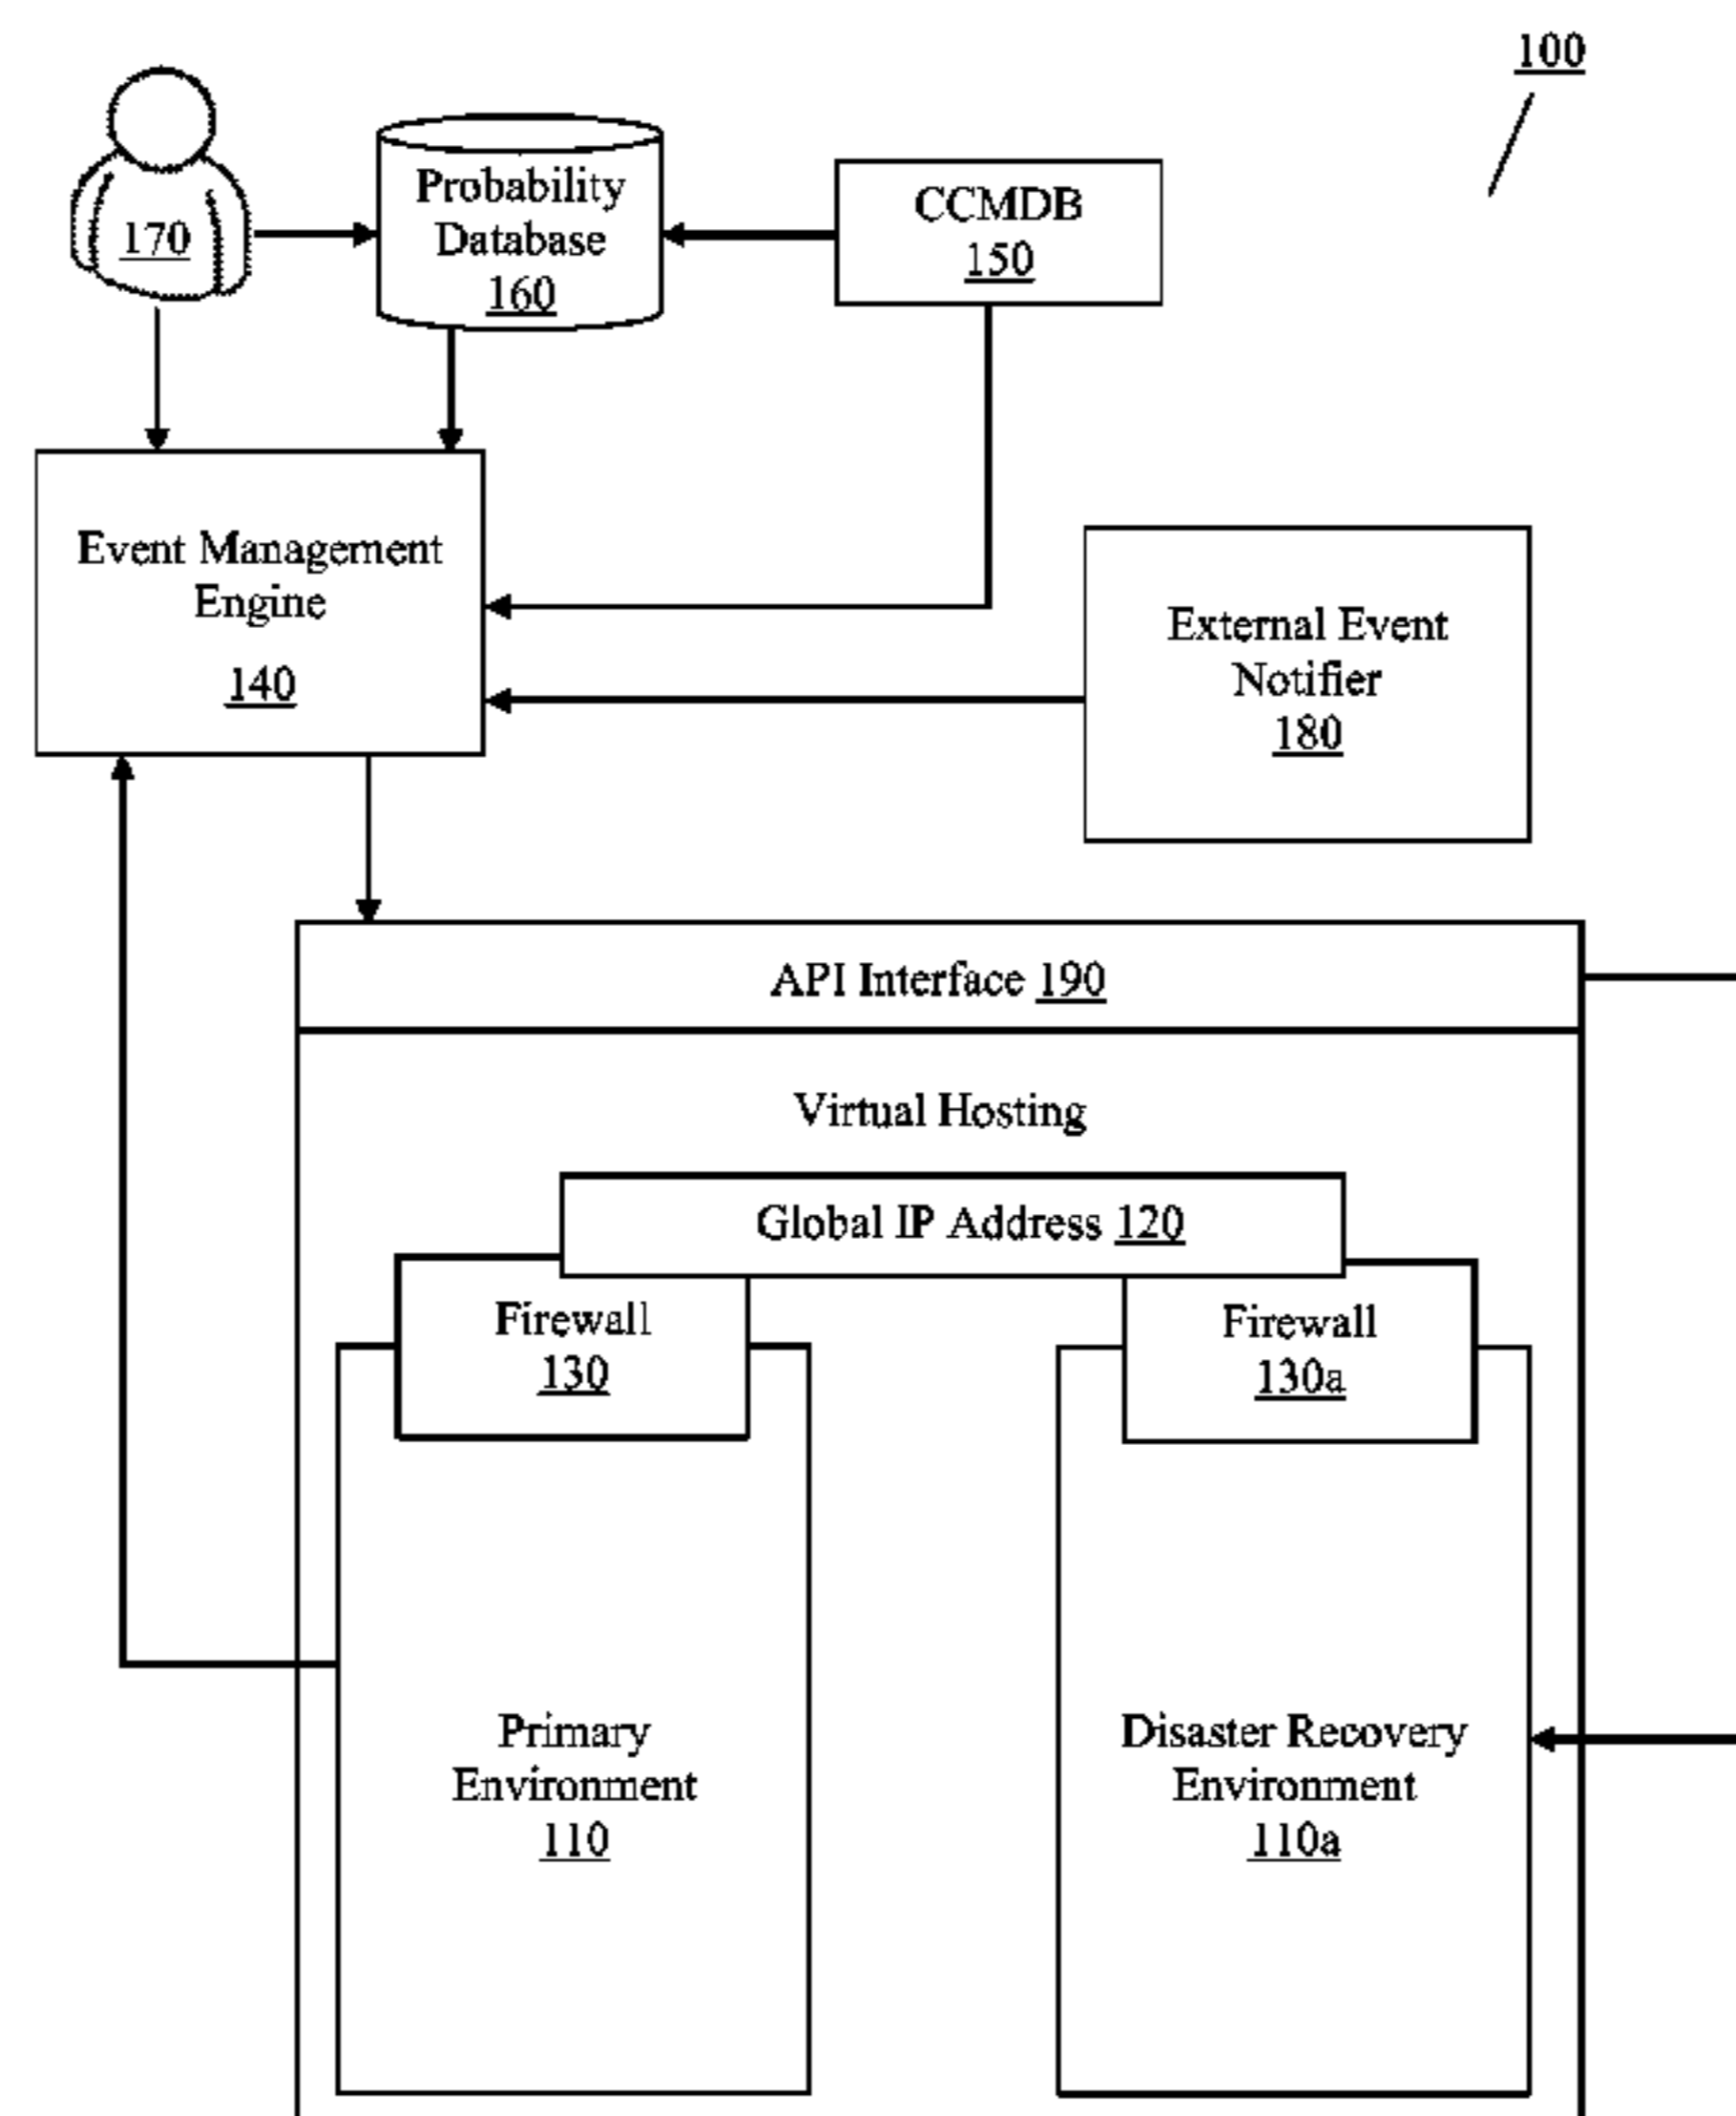 100
170
Probability
Database
160
CCMDB
150
Event Management
Engine
140
External Event
Notifier
180
API Interface 190
Virtual Hosting
Global IP Address 120
Firewall
130
Firewall
130a
Primary
Environment
110
Disaster Recovery
Environment
110a